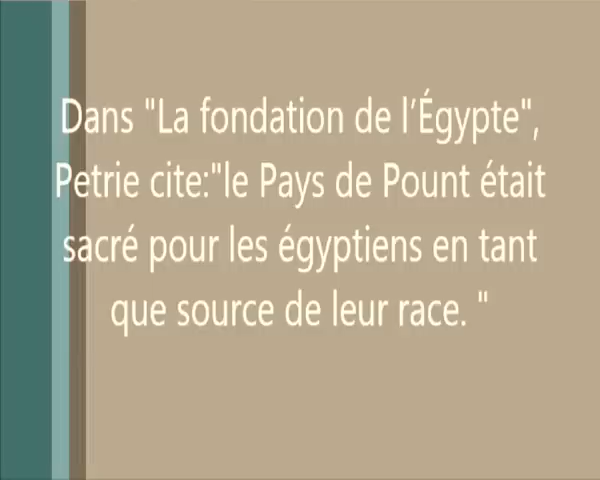 Dans "La fondation de l’Égypte",
Petrie cite:"le Pays de Pount était
sacré pour les égyptiens en tant
que source de leur race. "